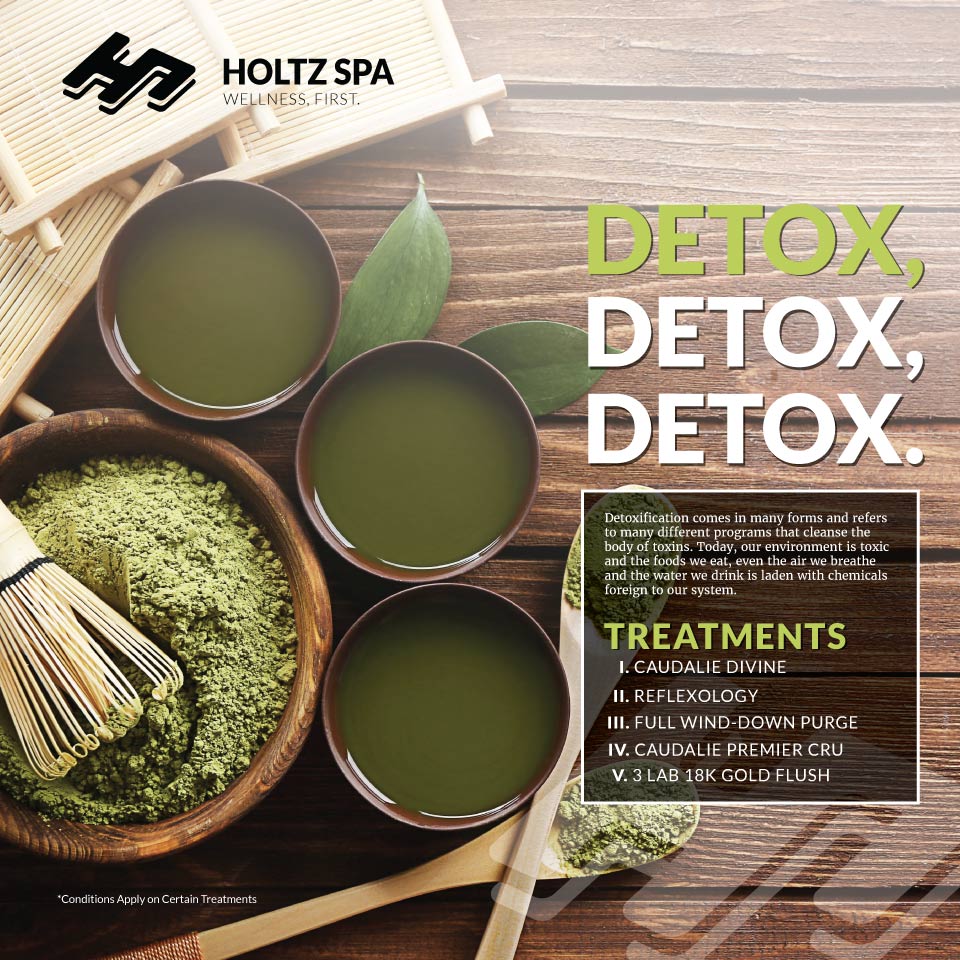 HOLTZ SPA
WELLNESS, FIRST.
DETOX,
DETOX,
DETOX.
Detoxification comes in many forms and refers
to many different programs that cleanse the
body of toxins. Today, our environment is toxic
and the foods we eat, even the air we breathe
and the water we drink is laden with chemicals
foreign to our system.
TREATMENTS
I. CAUDALIE DIVINE
II. REFLEXOLOGY
III. FULL WIND-DOWN PURGE
IV. CAUDALIE PREMIER CRU
V. 3 LAB 18K GOLD FLUSH
*Conditions Apply on Certain Treatments